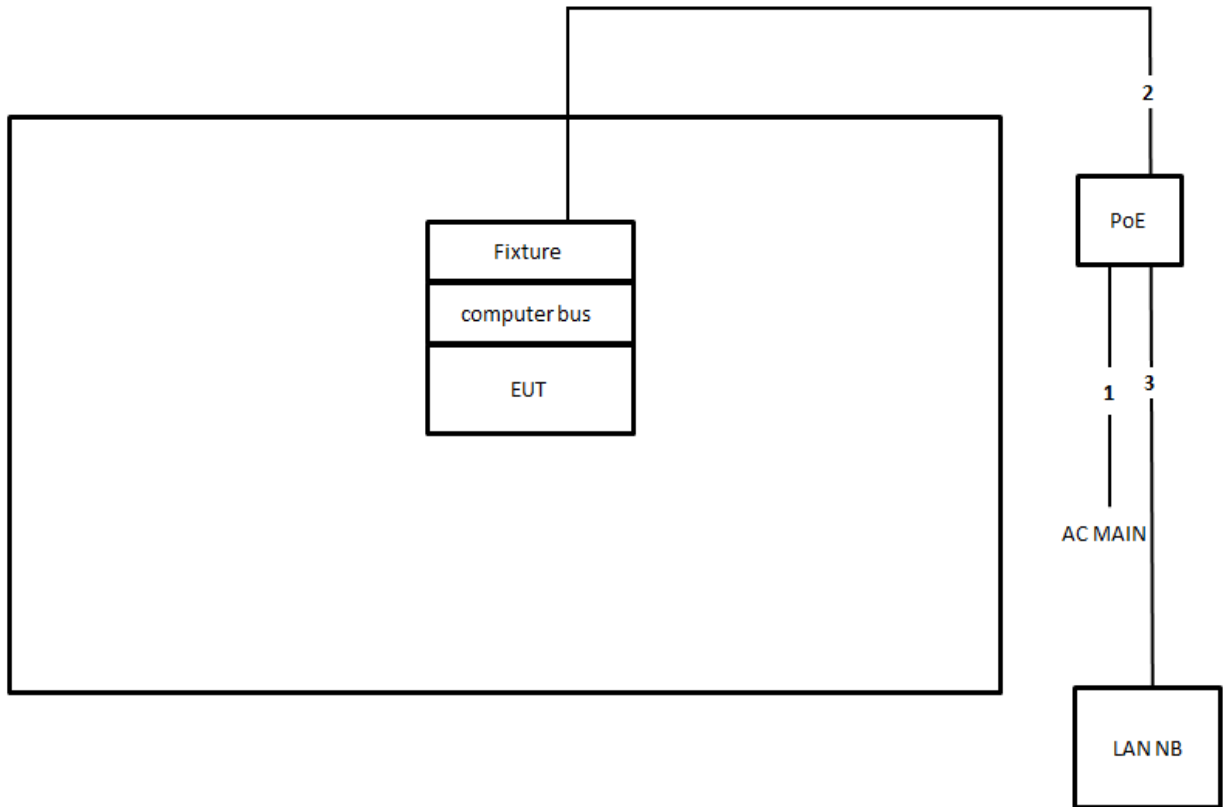 2
PoE
Fixture
computer bus
EUT
1
3
AC MAIN
LAN NB